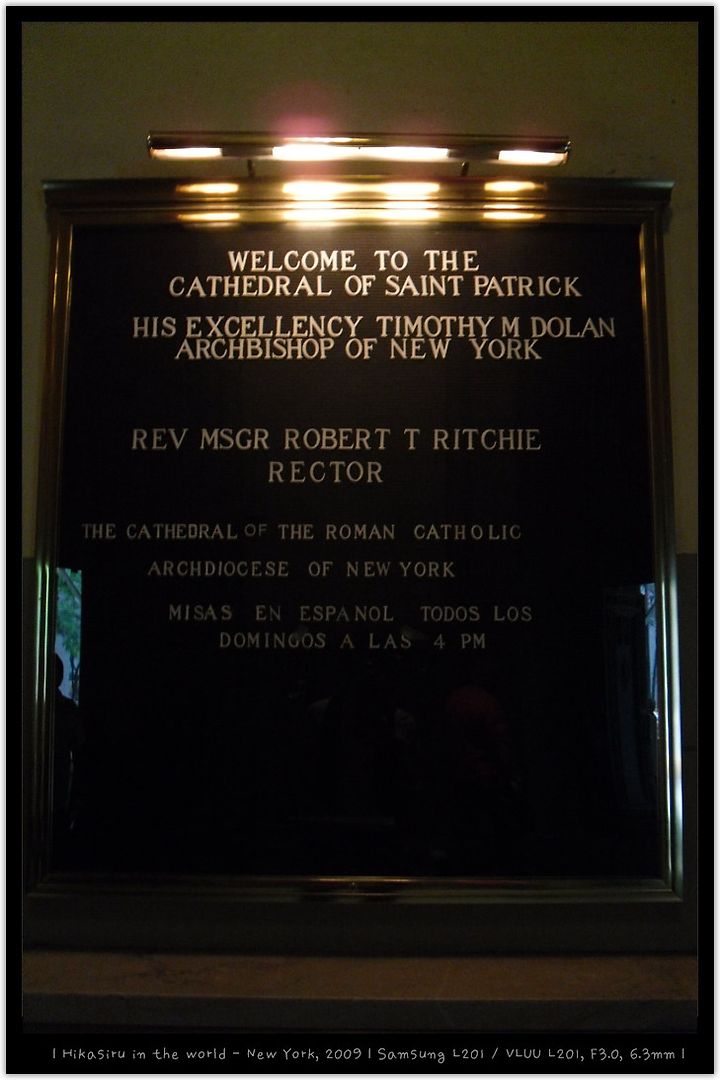 WELCOME TO THE
CATHEDRAL OF SAINT PATRICK
HIS EXCELLENCY TIMOTHY M DOLAN
ARCHBISHOP OF NEW YORK
REV MSGR ROBERT T RITCHIE
RECTOR
THE CATHEDRAL OF THE ROMAN CATHOLIC
ARCHDIOCESE OF NEW YORK
MISAS EN ESPANOL TODOS LOS
DOMINGOS A LAS 4 PM
| Hikasiru in the world - New York, 2009 | Samsung L201 / VLUU L201, F3.0, 6.3mm |